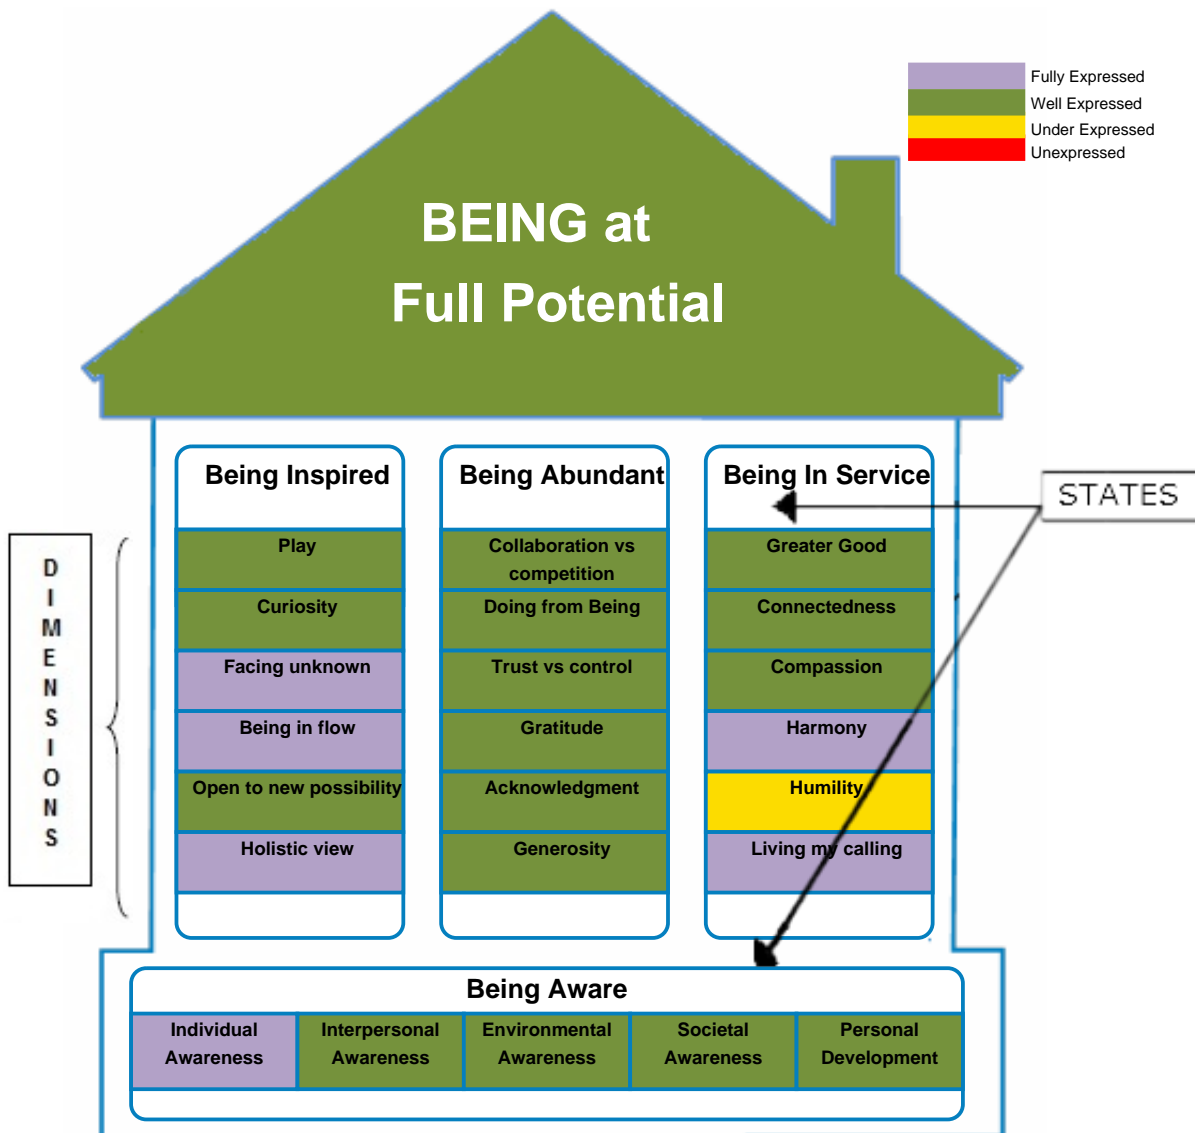 Fully Expressed
Well Expressed
Under Expressed
Unexpressed
BEING at
Full Potential
STATES
DIMENSIONS
Being Inspired
Play
Curiosity
Facing unknown
Being in flow
Open to new possibility
Holistic view
Being Abundant
Collaboration vs
competition
Doing from Being
Trust vs control
Gratitude
Acknowledgment
Generosity
Being In Service
Greater Good
Connectedness
Compassion
Harmony
Humility
Living my calling
Being Aware
Individual
Awareness
Interpersonal
Awareness
Environmental
Awareness
Societal
Awareness
Personal
Development